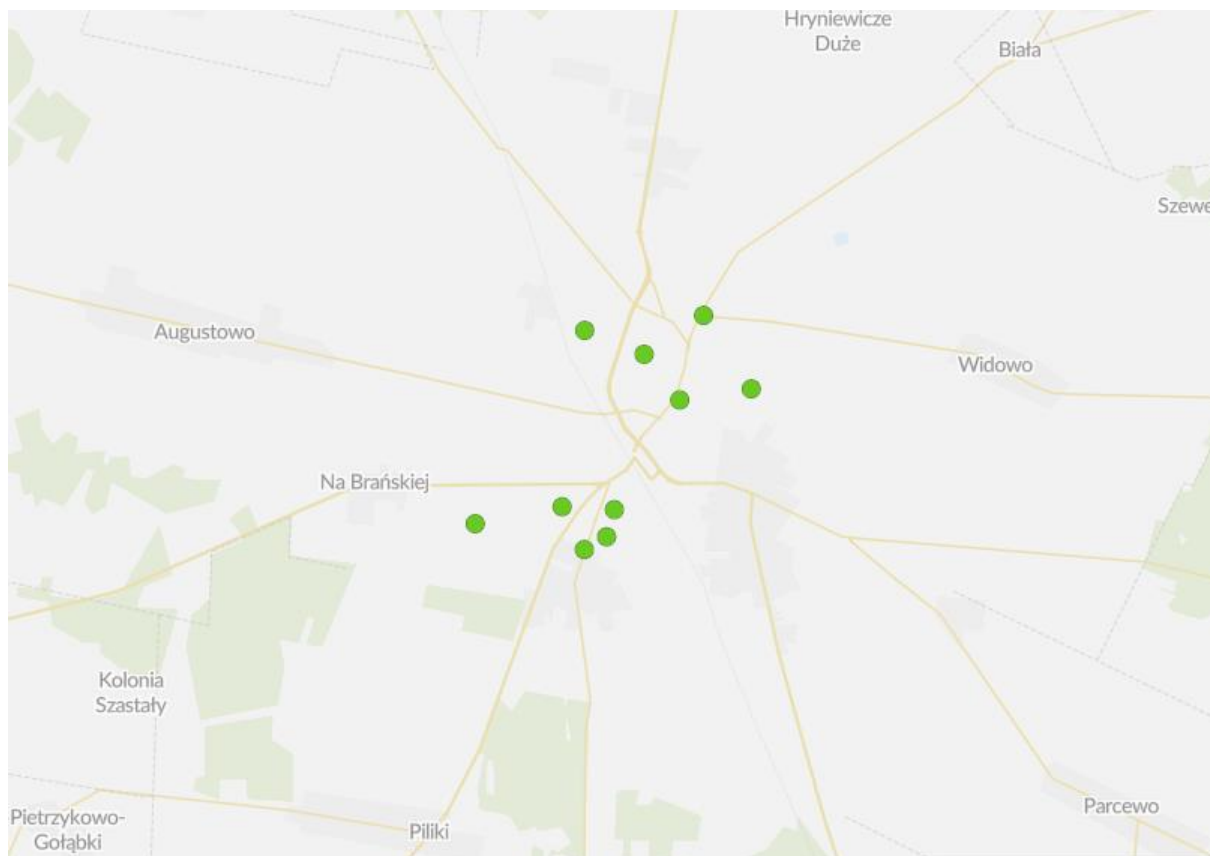 Hryniewicze
Duże
Biała
Szewe
Augustowo
Widowo
Na Brańskiej
Kolonia
Szastały
Parcewo
Pietrzykowo-
Gołąbki
Piliki